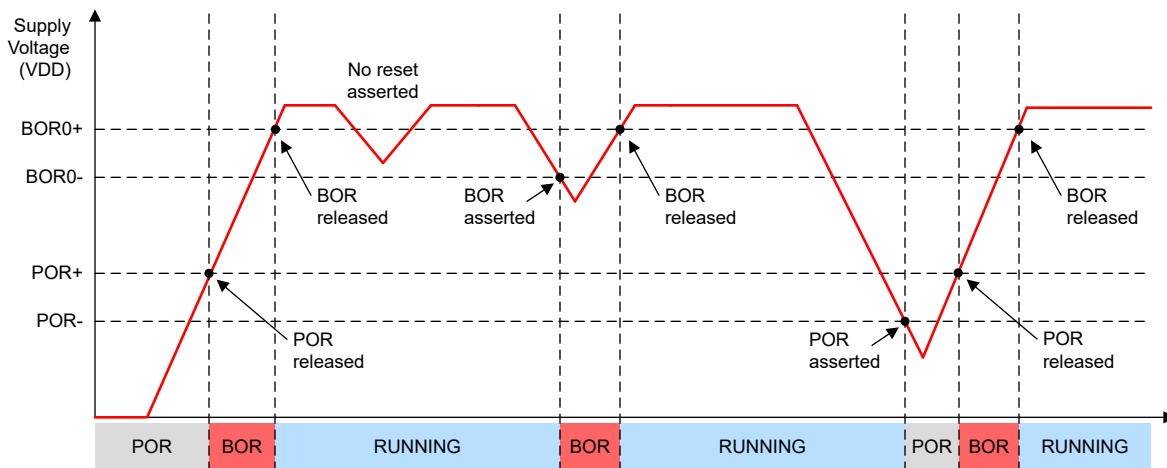 Supply
Voltage
(VDD)
No reset
asserted
BOR0+
BOR0-
BOR
released
BOR
asserted
BOR
released
BOR
released
POR+
POR-
POR
released
POR
asserted
POR
released
POR BOR RUNNING BOR RUNNING POR BOR RUNNING